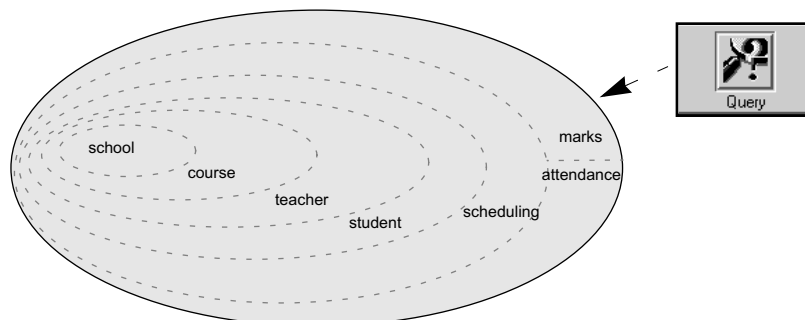 marks
school
course
attendance
teacher
scheduling
student
Query